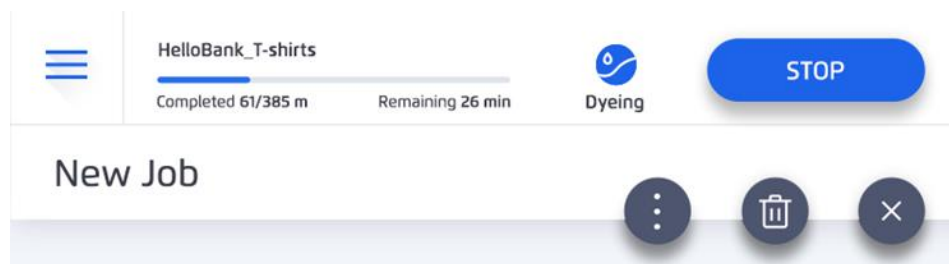 HelloBank_T-shirts
Completed 61/385 m Remaining 26 min
Dyeing
STOP
New Job